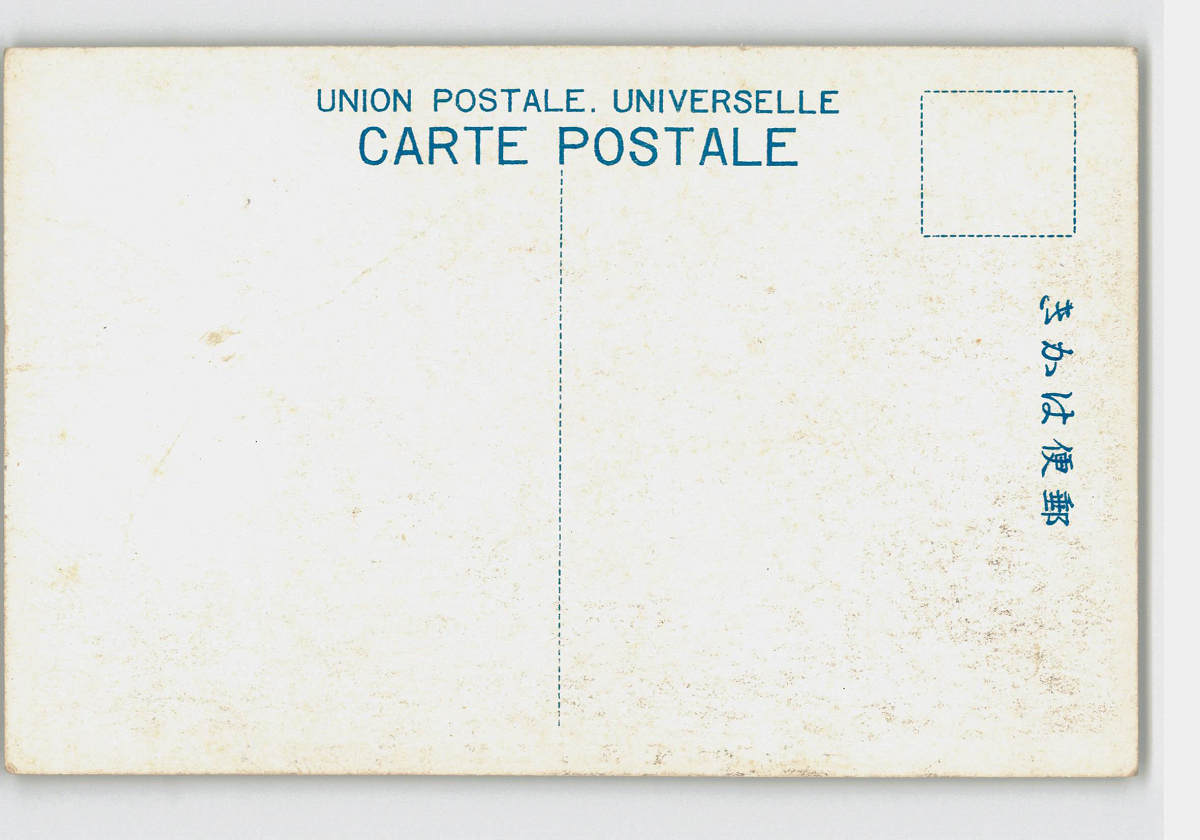 UNION POSTALE. UNIVERSELLE
CARTE POSTALE
きかは便郵